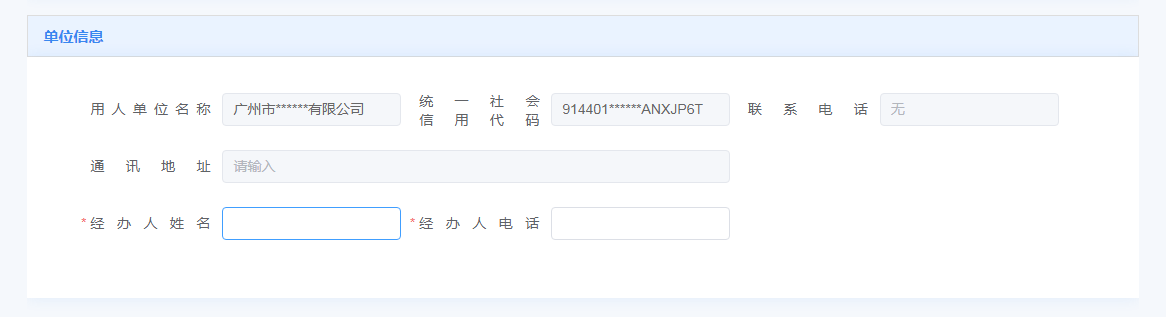 单位信息
用人单位名称 广州市******有限公司 统一社会信用代码 914401******ANXJP6T 联系电话 无
通讯地址 请输入
*经办人姓名 *经办人电话